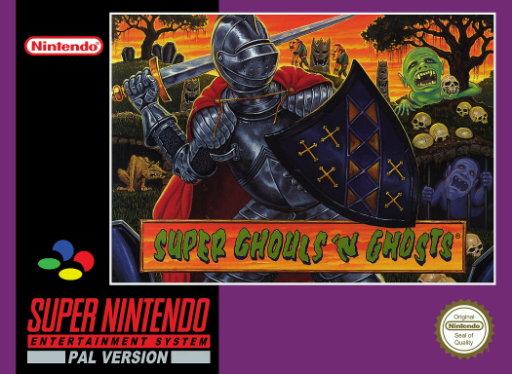 Nintendo
SUPER GHOULS 'N GHOSTS
SUPER NINTENDO
ENTERTAINMENT SYSTEM
PAL VERSION
Original
Nintendo
Seal of
Quality